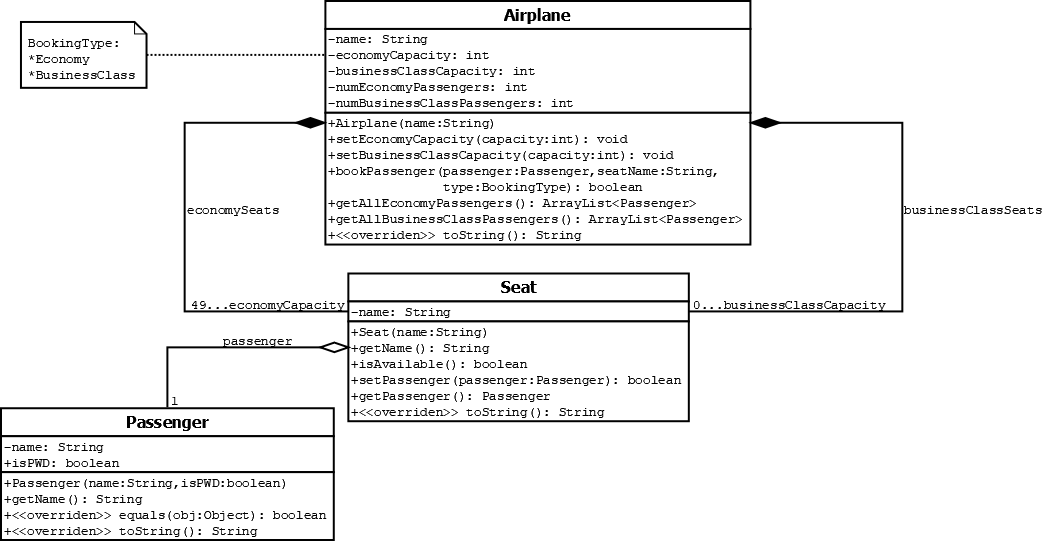 BookingType:
*Economy
*BusinessClass
Airplane
-name: String
-economyCapacity: int
-businessClassCapacity: int
-numEconomyPassengers: int
-numBusinessClassPassengers: int
+Airplane(name:String)
+setEconomyCapacity(capacity:int): void
+setBusinessClassCapacity(capacity:int): void
+bookPassenger(passenger:Passenger,seatName:String,
type:BookingType): boolean
+getAllEconomyPassengers(): ArrayList<Passenger>
+getAllBusinessClassPassengers(): ArrayList<Passenger>
+<<overriden>> toString(): String
economySeats
businessClassSeats
49...economyCapacity
0...businessClassCapacity
Seat
-name: String
+Seat(name:String)
+getName(): String
+isAvailable(): boolean
+setPassenger(passenger:Passenger): boolean
+getPassenger(): Passenger
+<<overriden>> toString(): String
passenger
1
Passenger
-name: String
+isPWD: boolean
+Passenger(name:String,isPWD:boolean)
+getName(): String
+<<overriden>> equals(obj:Object): boolean
+<<overriden>> toString(): String